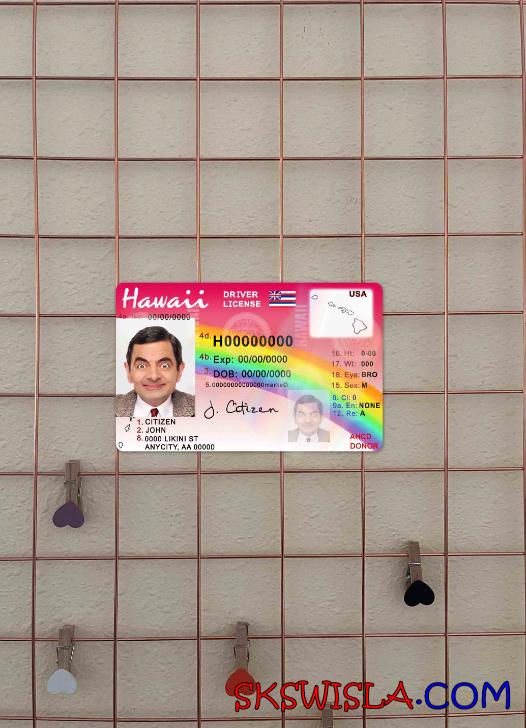 Hawaii
DRIVER
LICENSE
USA
00/00/0000
4d. H00000000
4b. Exp: 00/00/0000
3. DOB: 00/00/0000
16. Ht: 0-00
17. Wt: 000
18. Eye: BRO
15. Sex: M
9. Cl: 0
9a. En: NONE
12. Re: A
J. Citizen
1. CITIZEN
2. JOHN
8. 0000 LIKINI ST
ANYCITY, AA 00000
AHCD
DONOR
SKSWISLA.COM